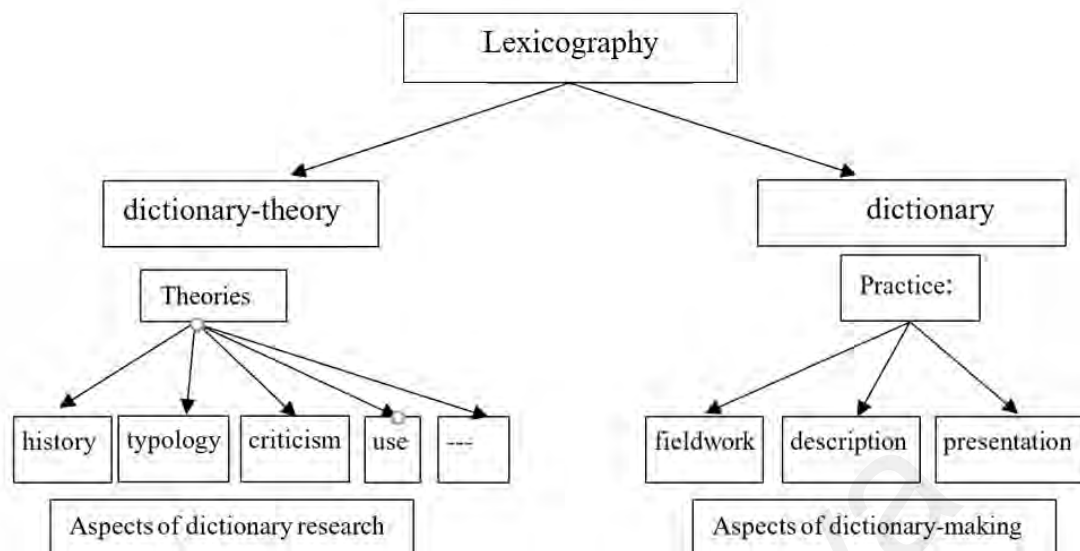 Lexicography
dictionary-theory
dictionary
Theories
Practice:
history
typology
criticism
use
---
fieldwork
description
presentation
Aspects of dictionary research
Aspects of dictionary-making